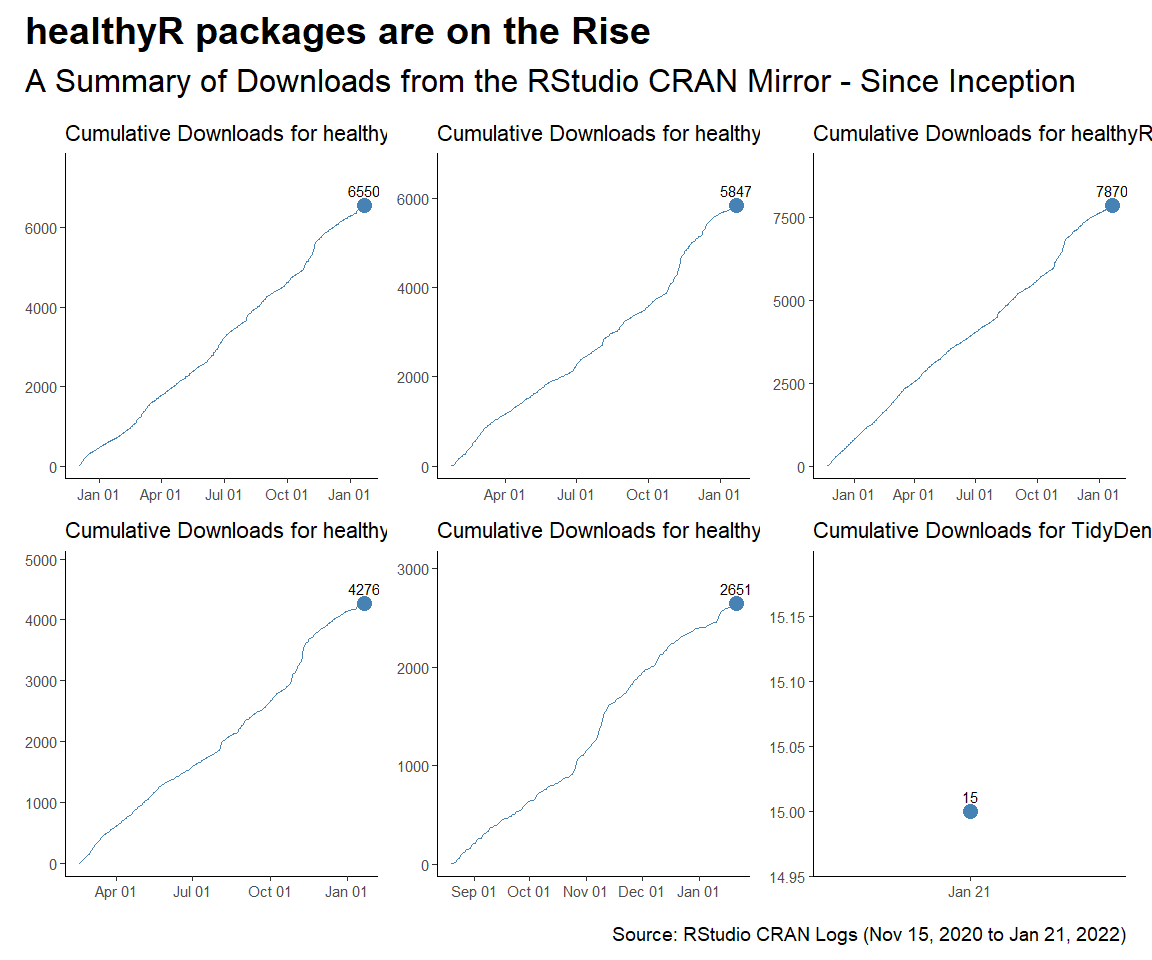 healthyR packages are on the Rise
A Summary of Downloads from the RStudio CRAN Mirror - Since Inception
Cumulative Downloads for healthy
6550
6000
4000
2000
0
Jan 01 Apr 01 Jul 01 Oct 01 Jan 01
Cumulative Downloads for healthy
5847
6000
4000
2000
0
Apr 01 Jul 01 Oct 01 Jan 01
Cumulative Downloads for healthyR
7870
7500
5000
2500
0
Jan 01 Apr 01 Jul 01 Oct 01 Jan 01
Cumulative Downloads for healthy
5000
4276
4000
3000
2000
1000
0
Apr 01 Jul 01 Oct 01 Jan 01
Cumulative Downloads for healthy
3000
2651
2000
1000
0
Sep 01 Oct 01 Nov 01 Dec 01 Jan 01
Cumulative Downloads for TidyDen
15.15
15.10
15.05
15
15.00
14.95
Jan 21
Source: RStudio CRAN Logs (Nov 15, 2020 to Jan 21, 2022)